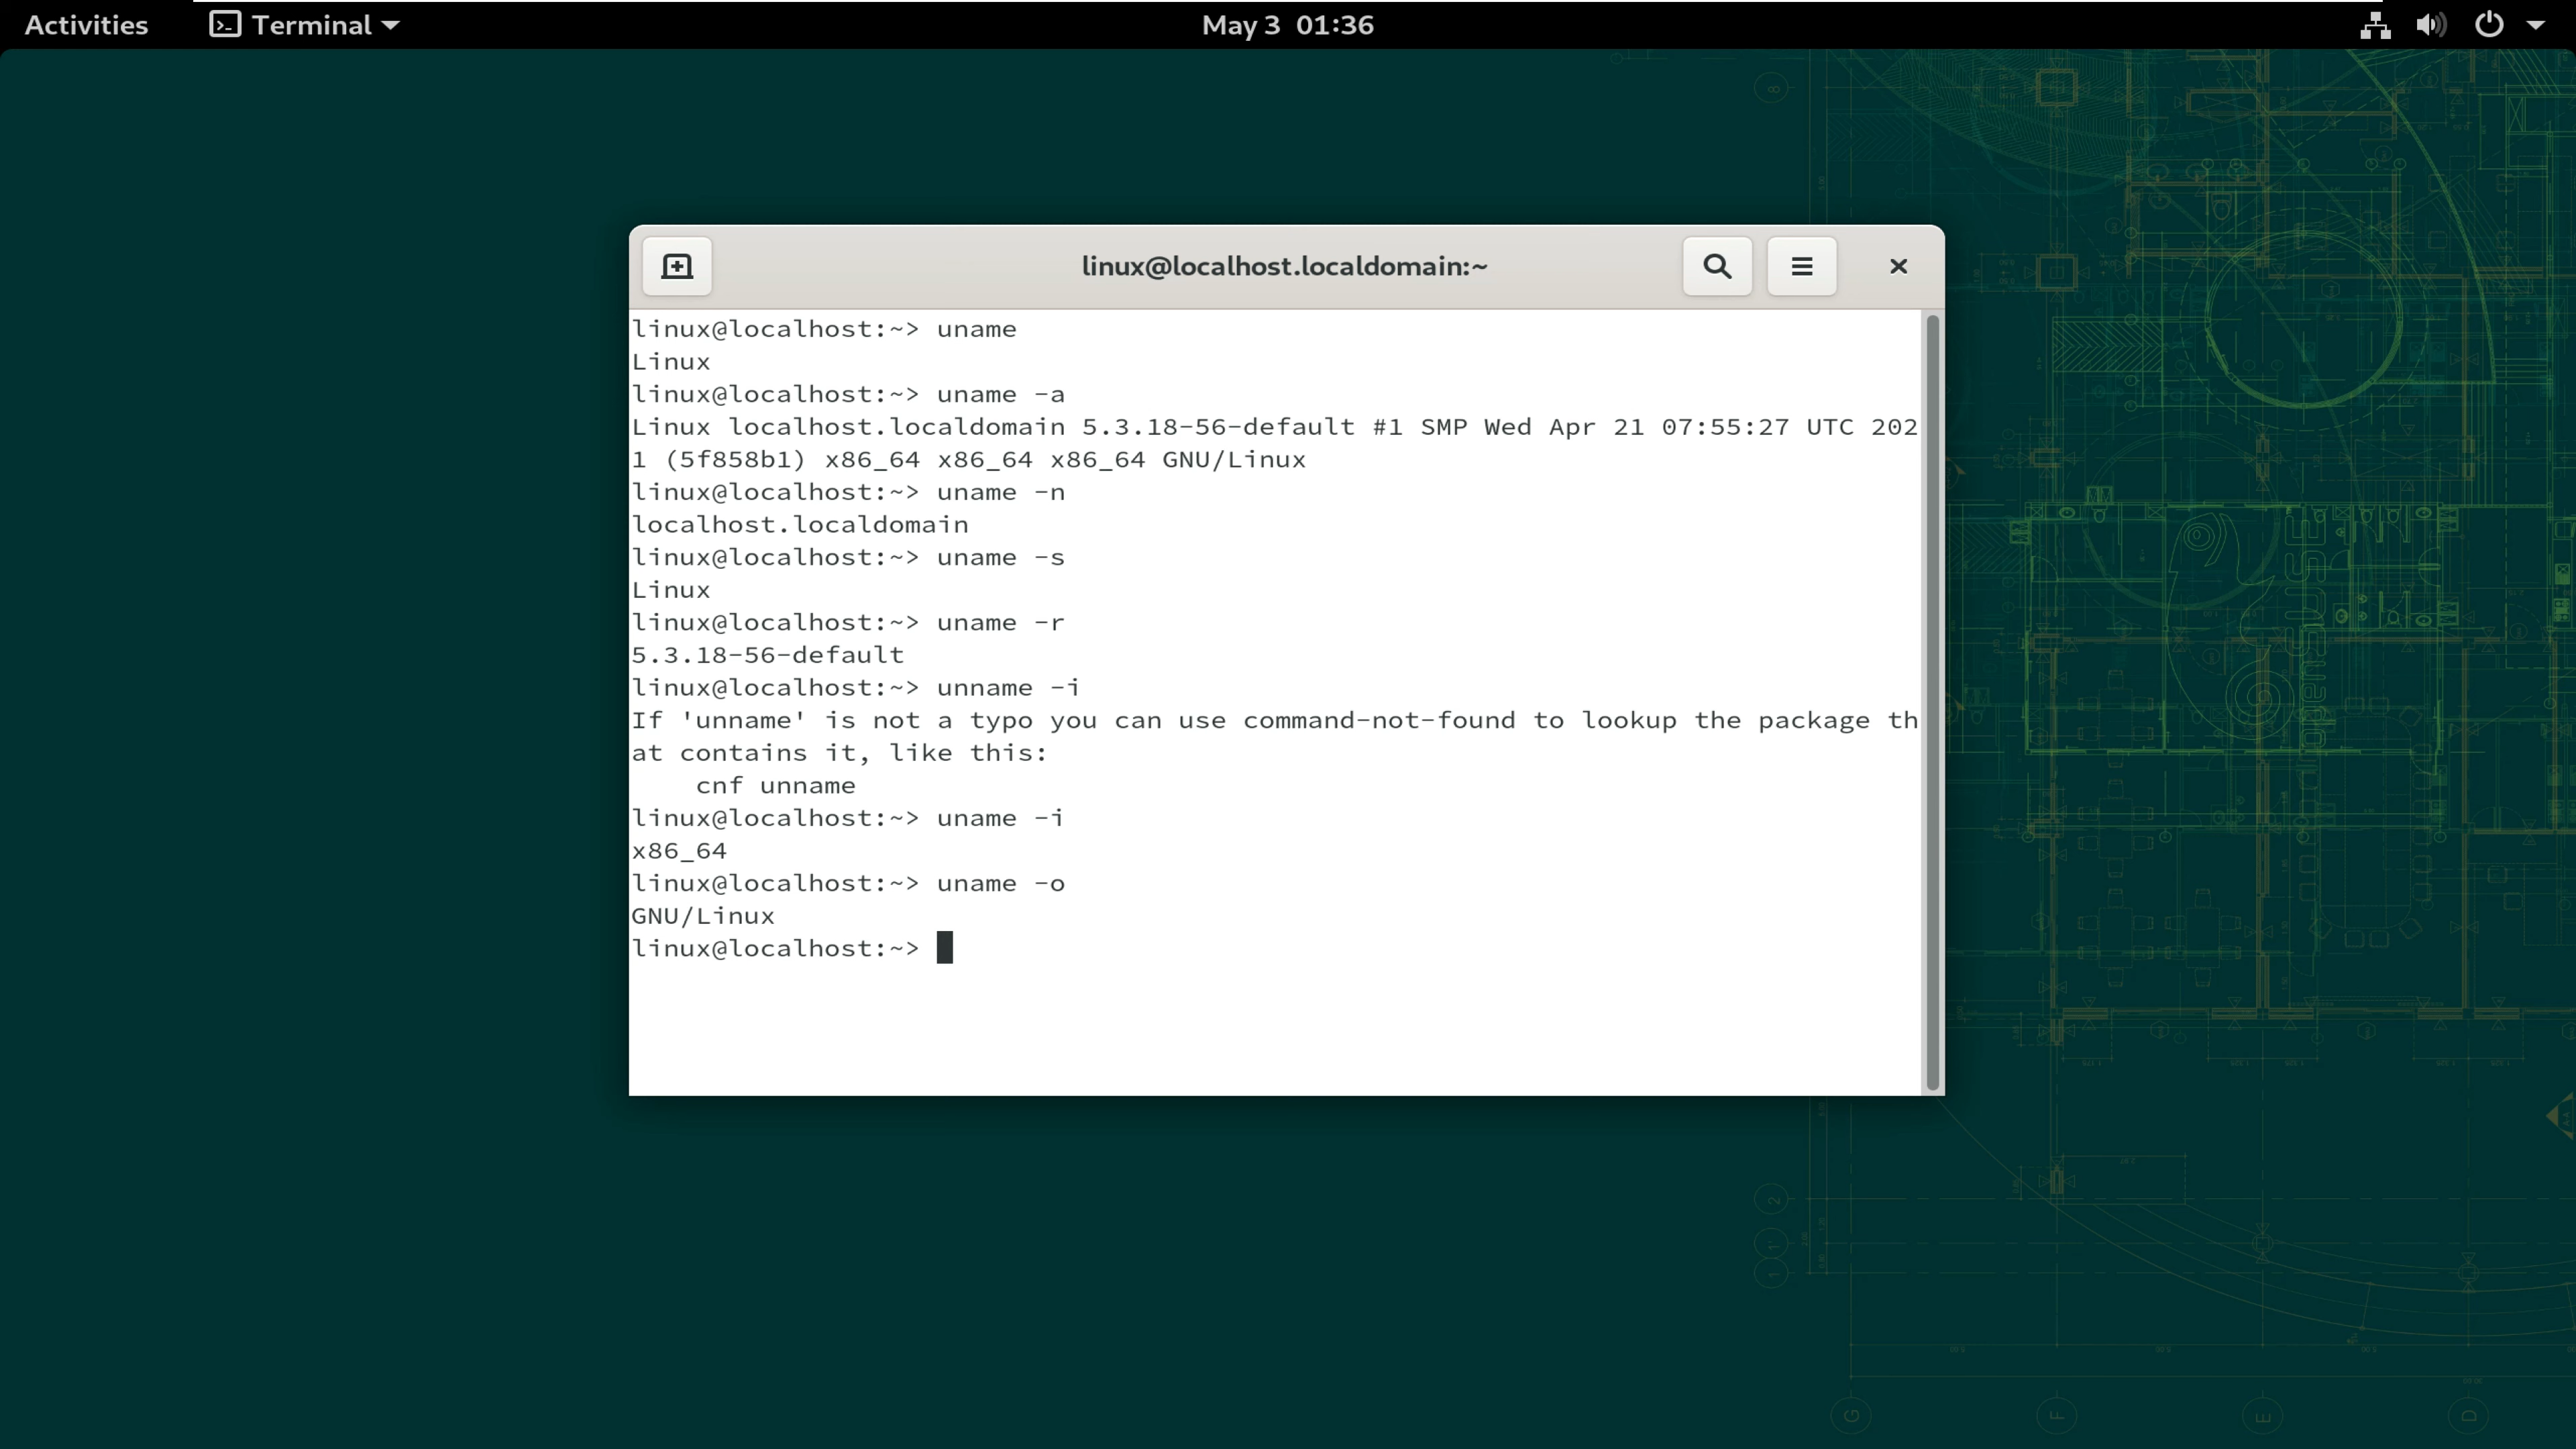 Activities Terminal May 3 01:36
linux@localhost.localdomain:~
linux@localhost:~> uname
Linux
linux@localhost:~> uname -a
Linux localhost.localdomain 5.3.18-56-default #1 SMP Wed Apr 21 07:55:27 UTC 202
1 (5f858b1) x86_64 x86_64 x86_64 GNU/Linux
linux@localhost:~> uname -n
localhost.localdomain
linux@localhost:~> uname -s
Linux
linux@localhost:~> uname -r
5.3.18-56-default
linux@localhost:~> unname -i
If 'unname' is not a typo you can use command-not-found to lookup the package th
at contains it, like this:
    cnf unname
linux@localhost:~> uname -i
x86_64
linux@localhost:~> uname -o
GNU/Linux
linux@localhost:~>
openSUSE
8
2
1'
1
G F E D